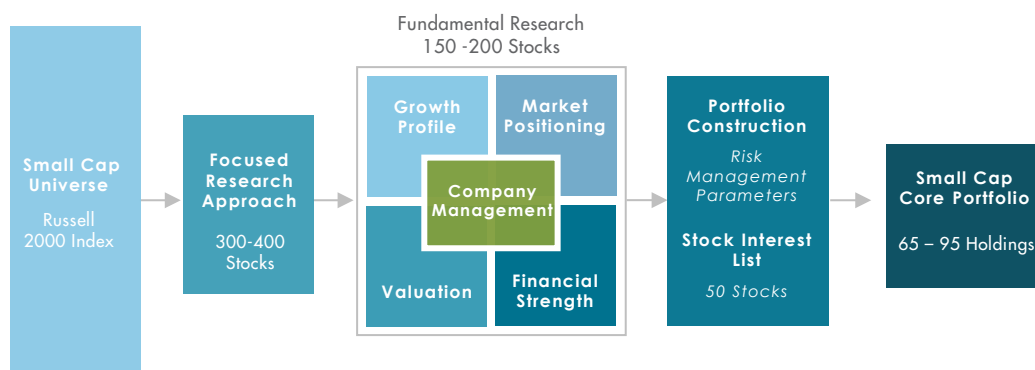 Small Cap
Universe
Russell
2000 Index
Focused
Research
Approach
300-400
Stocks
Fundamental Research
150 -200 Stocks
Growth
Profile
Market
Positioning
Company
Management
Valuation
Financial
Strength
Portfolio
Construction
Risk
Management
Parameters
Stock Interest
List
50 Stocks
Small Cap
Core Portfolio
65 – 95 Holdings